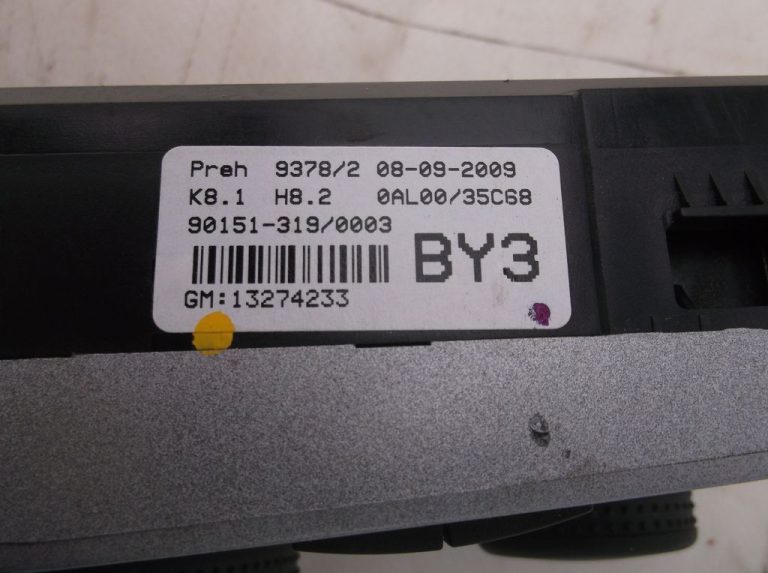 Preh 9378/2 08-09-2009
K8.1 H8.2 0AL00/35C68
90151-319/0003
BY3
GM:13274233